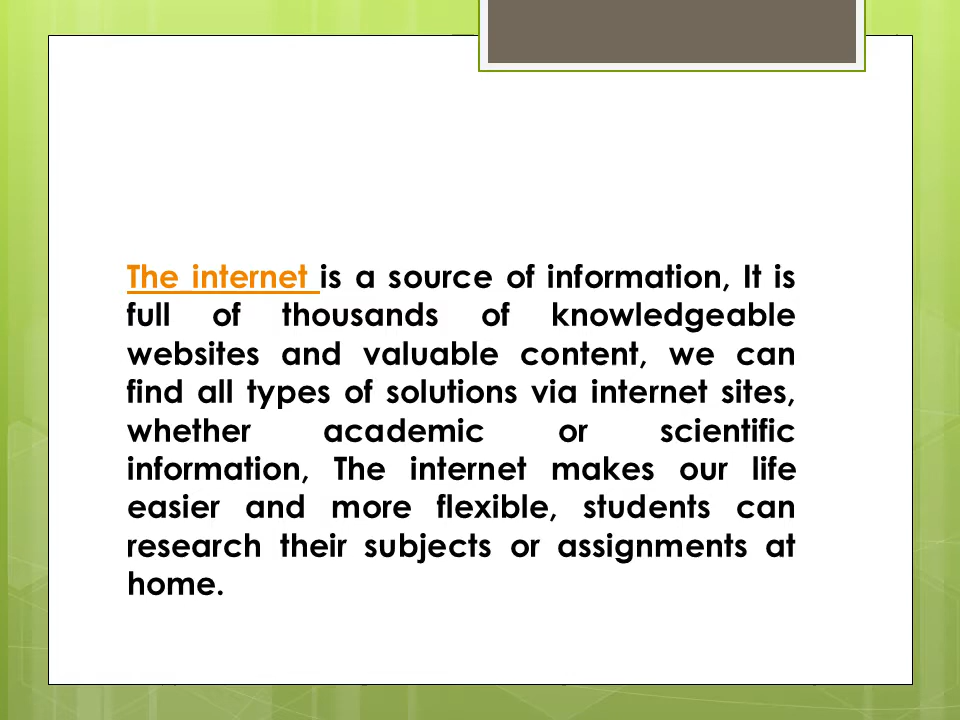 The internet is a source of information, It is
full of thousands of knowledgeable
websites and valuable content, we can
find all types of solutions via internet sites,
whether academic or scientific
information, The internet makes our life
easier and more flexible, students can
research their subjects or assignments at
home.